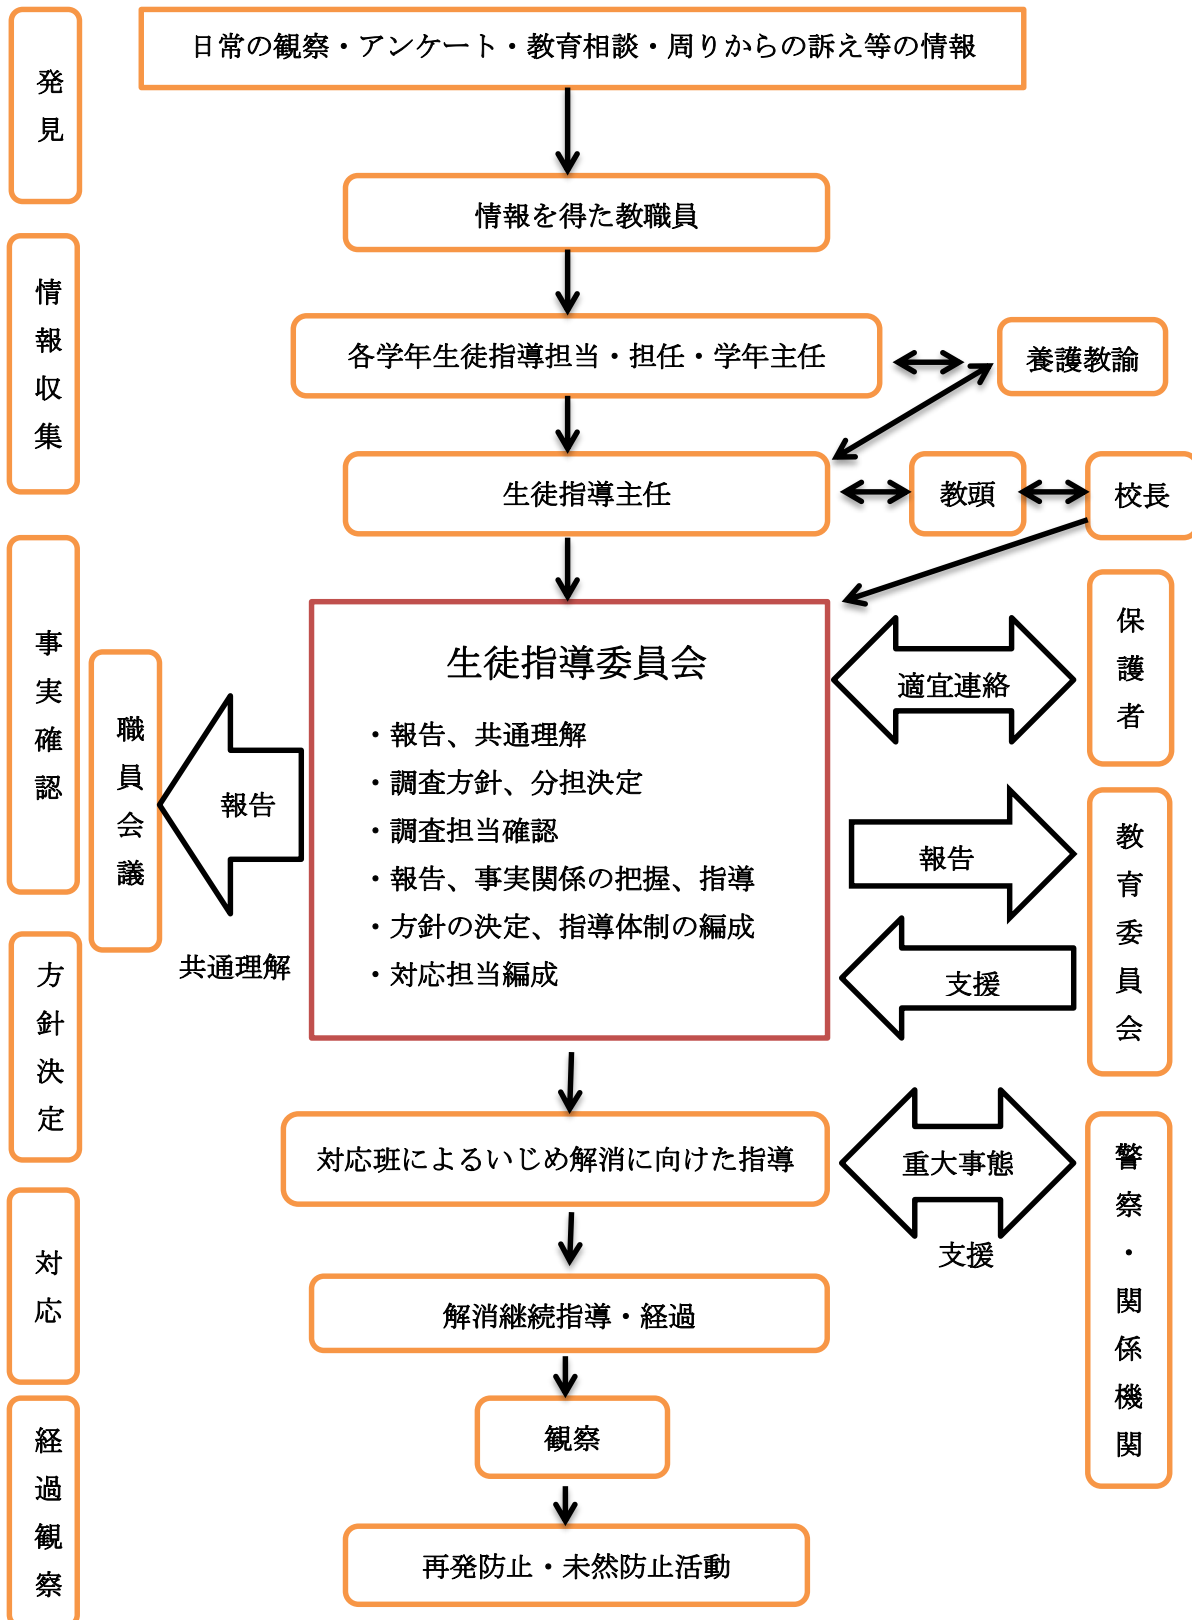 発見
日常の観察・アンケート・教育相談・周りからの訴え等の情報
情報を得た教職員
情報収集
各学年生徒指導担当・担任・学年主任
養護教諭
生徒指導主任
教頭
校長
事実確認
職員会議
報告
共通理解
生徒指導委員会
・報告、共通理解
・調査方針、分担決定
・調査担当確認
・報告、事実関係の把握、指導
・方針の決定、指導体制の編成
・対応担当編成
適宜連絡
保護者
報告
支援
教育委員会
方針決定
対応班によるいじめ解消に向けた指導
重大事態
支援
警察・関係機関
対応
解消継続指導・経過
経過観察
観察
再発防止・未然防止活動